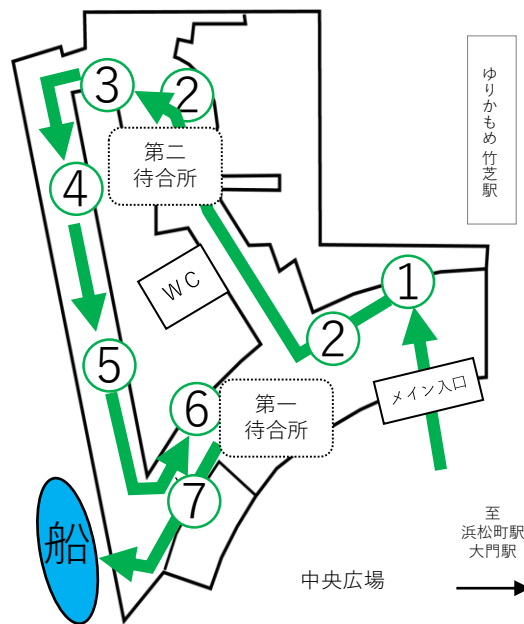 ③
②
ゆりかもめ 竹芝駅
第二
待合所
④
WC
①
②
⑤
メイン入口
⑥
第一
待合所
⑦
船
至
浜松町駅
大門駅
中央広場